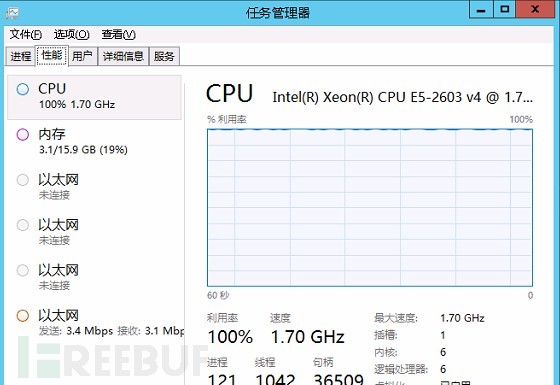 任务管理器
文件(F) 选项(O) 查看(V)
进程 性能 用户 详细信息 服务
CPU
100% 1.70 GHz
内存
3.1/15.9 GB (19%)
以太网
未连接
以太网
未连接
以太网
未连接
以太网
发送: 3.4 Mbps 接收: 3.1 Mbp
CPU Intel(R) Xeon(R) CPU E5-2603 v4 @ 1.7...
% 利用率 100%
60 秒 0
利用率 速度
100% 1.70 GHz
进程 线程 句柄
121 1042 36509
最大速度: 1.70 GHz
插槽: 1
内核: 6
逻辑处理器: 6
FREEBUF